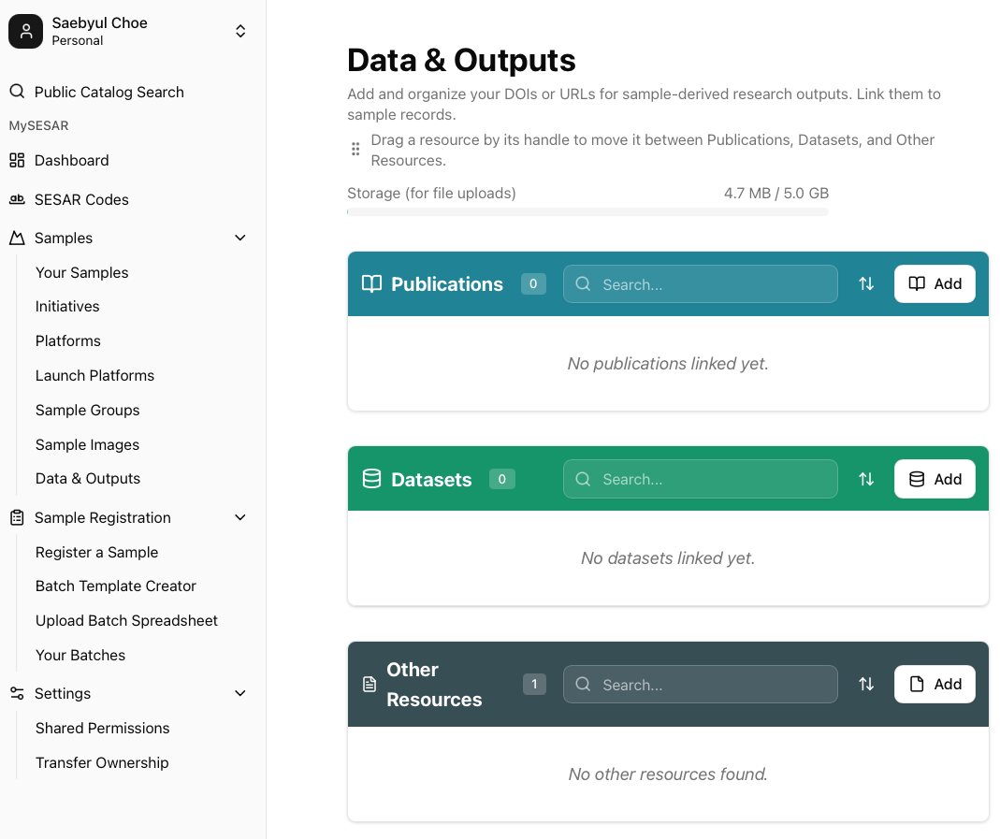 Saebyul Choe
Personal
Public Catalog Search
MySESAR
Dashboard
SESAR Codes
Samples
Your Samples
Initiatives
Platforms
Launch Platforms
Sample Groups
Sample Images
Data & Outputs
Sample Registration
Register a Sample
Batch Template Creator
Upload Batch Spreadsheet
Your Batches
Settings
Shared Permissions
Transfer Ownership
Data & Outputs
Add and organize your DOIs or URLs for sample-derived research outputs. Link them to
sample records.
Drag a resource by its handle to move it between Publications, Datasets, and Other
Resources.
Storage (for file uploads) 4.7 MB / 5.0 GB
Publications 0 Search... Add
No publications linked yet.
Datasets 0 Search... Add
No datasets linked yet.
Other
Resources 1 Search... Add
No other resources found.